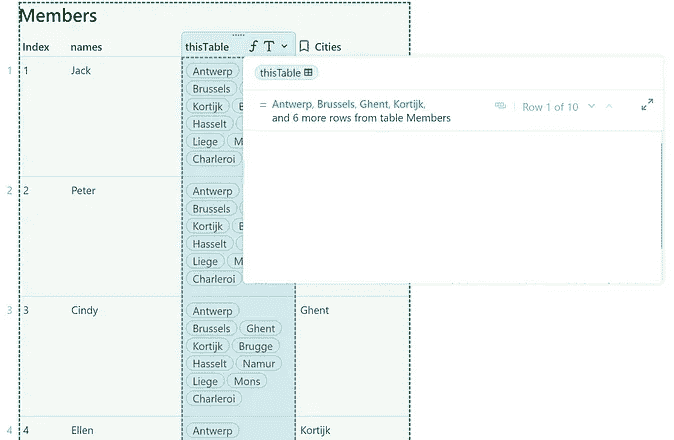 Members
Index names thisTable Cities
1 1 Jack Antwerp
Brussels
Kortijk
Hasselt
Liege
Charleroi
thisTable
= Antwerp, Brussels, Ghent, Kortijk,
and 6 more rows from table Members
Row 1 of 10
2 2 Peter Antwerp
Brussels
Kortijk
Hasselt
Liege
Charleroi
3 3 Cindy Antwerp Ghent
Brussels Ghent
Kortijk Brugge
Hasselt Namur
Liege Mons
Charleroi
4 4 Ellen Antwerp Kortijk